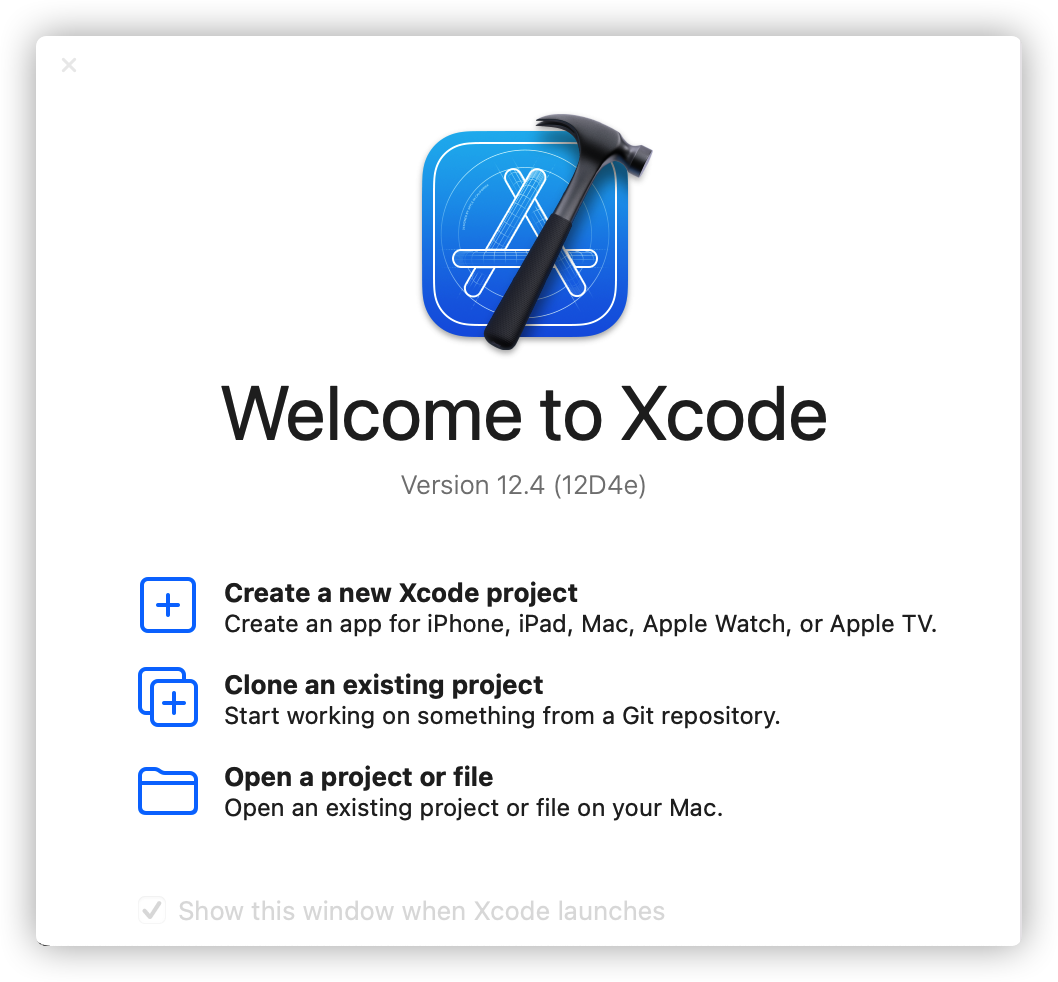 Welcome to Xcode
Version 12.4 (12D4e)
Create a new Xcode project
Create an app for iPhone, iPad, Mac, Apple Watch, or Apple TV.
Clone an existing project
Start working on something from a Git repository.
Open a project or file
Open an existing project or file on your Mac.
Show this window when Xcode launches